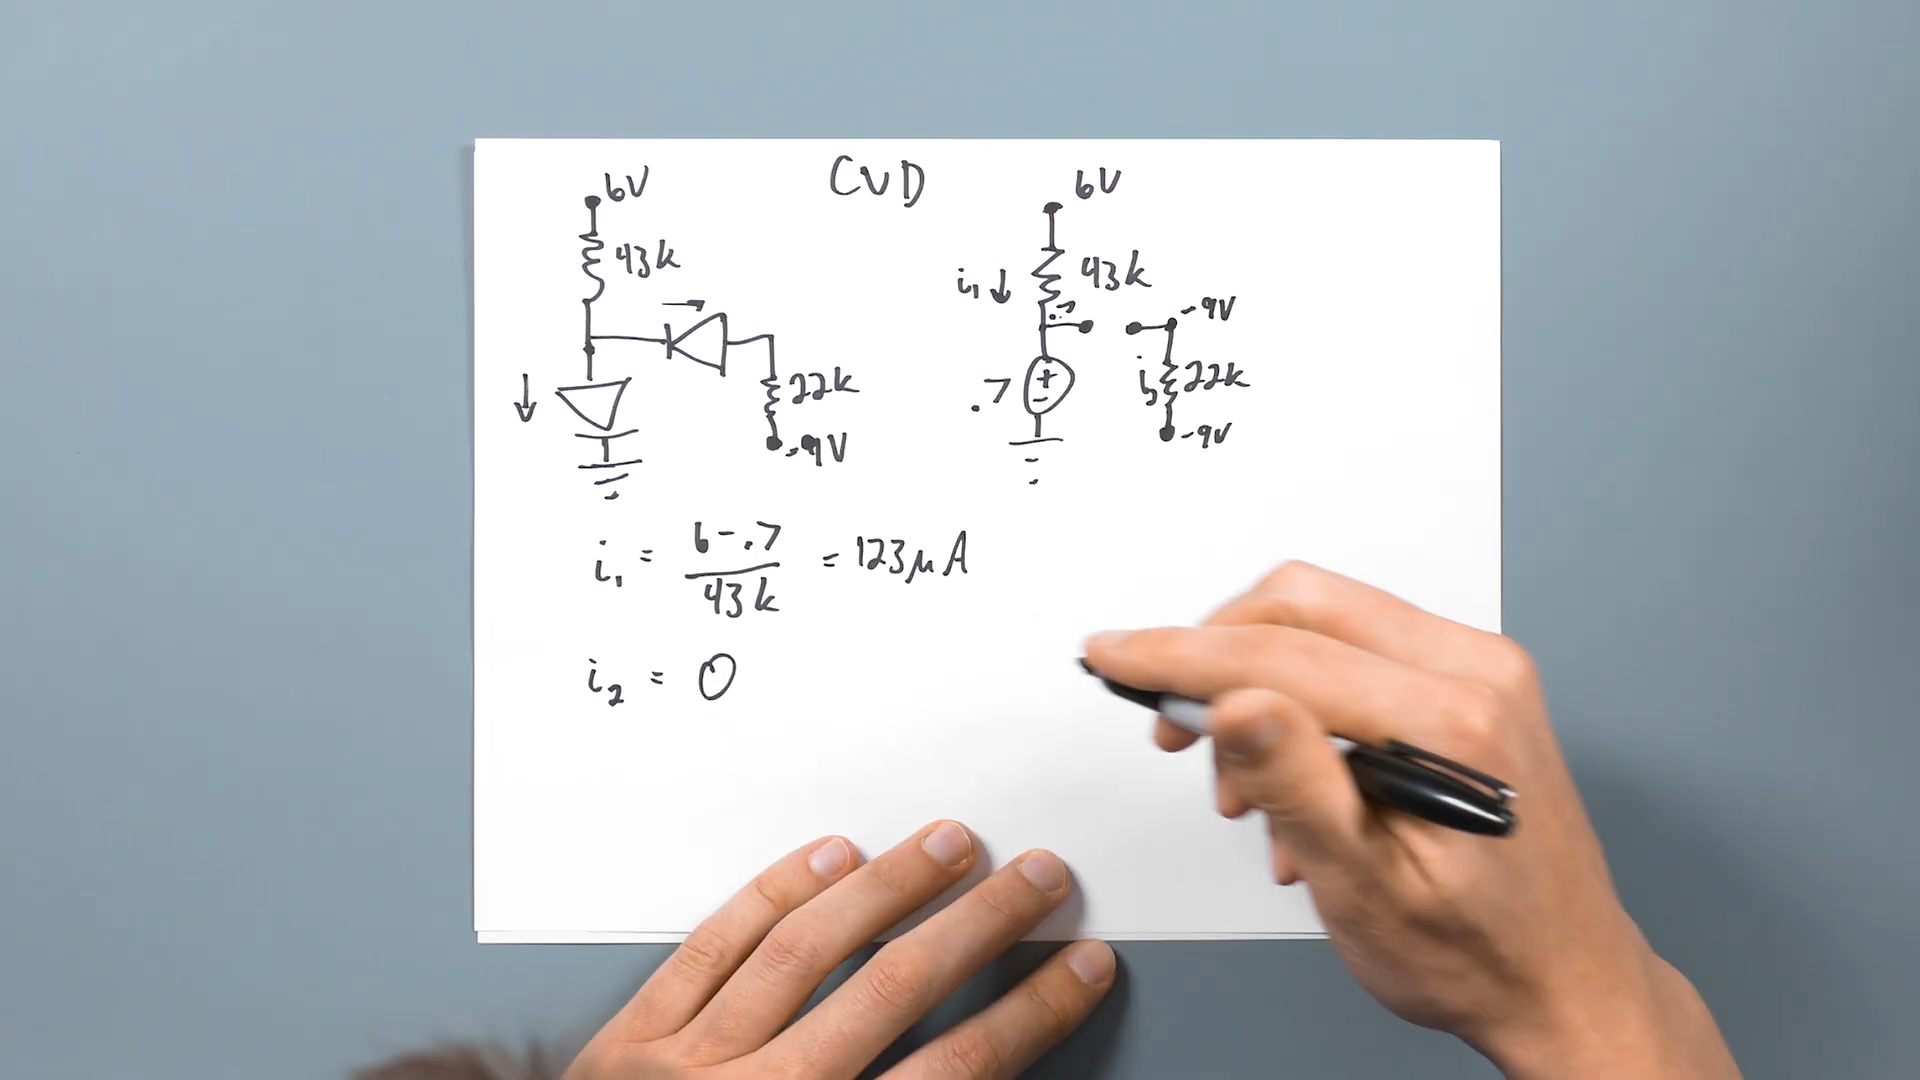 CVD
6V
43k
22k
-9V
6V
i₁ ↓ 43k
.7
-9V
.7
+
-
i₂ 22k
-9V
i₁ = 6-.7 / 43k = 123μA
i₂ = 0